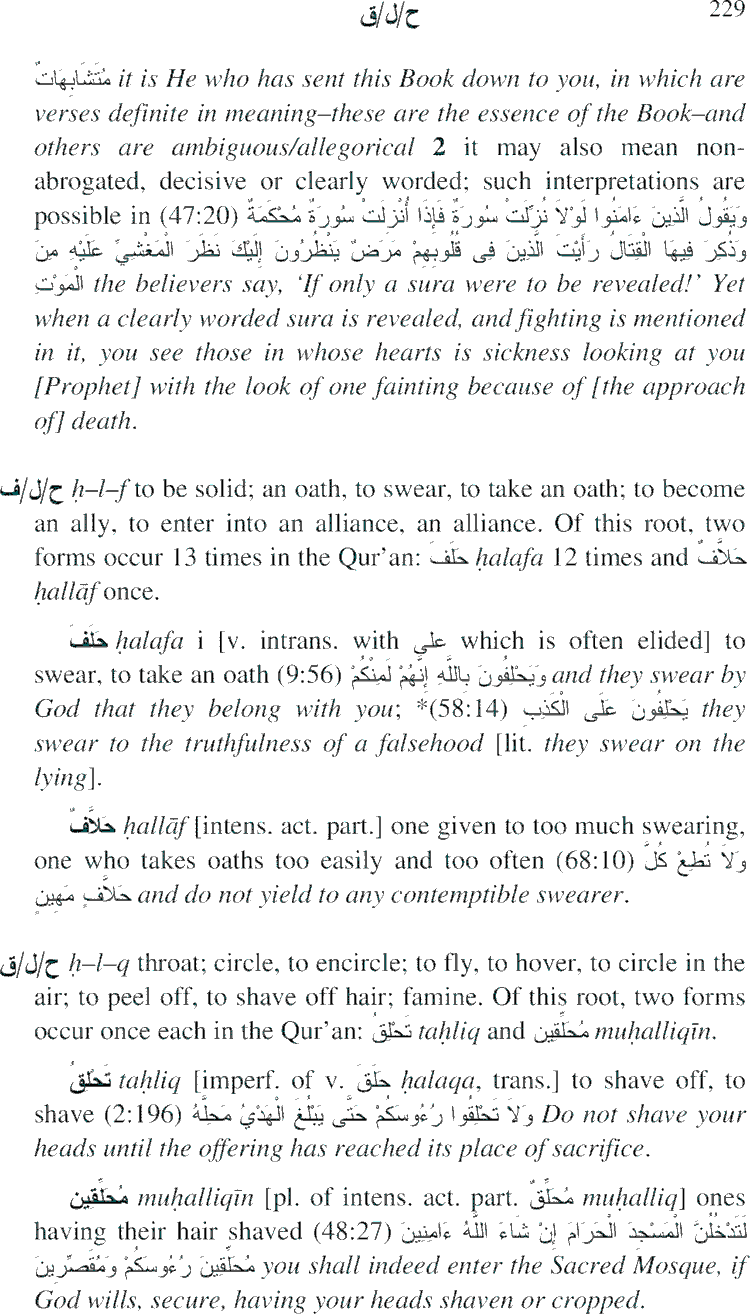 ح/ل/ق 229
مُتَشَابِهَاتٌ it is He who has sent this Book down to you, in which are
verses definite in meaning–these are the essence of the Book–and
others are ambiguous/allegorical 2 it may also mean non-
abrogated, decisive or clearly worded; such interpretations are
possible in (47:20) وَيَقُولُ الَّذِينَ ءَامَنُوا لَوْلَا نُزِّلَتْ سُورَةٌ فَإِذَا أُنْزِلَتْ سُورَةٌ مُحْكَمَةٌ
وَذُكِرَ فِيهَا الْقِتَالُ رَأَيْتَ الَّذِينَ فِى قُلُوبِهِمْ مَرَضٌ يَنْظُرُونَ إِلَيْكَ نَظَرَ الْمَغْشِيِّ عَلَيْهِ مِنَ
الْمَوْتِ the believers say, ‘If only a sura were to be revealed!’ Yet
when a clearly worded sura is revealed, and fighting is mentioned
in it, you see those in whose hearts is sickness looking at you
[Prophet] with the look of one fainting because of [the approach
of] death.
ح/ل/ف ḥ–l–f to be solid; an oath, to swear, to take an oath; to become
an ally, to enter into an alliance, an alliance. Of this root, two
forms occur 13 times in the Qur’an: حَلَفَ ḥalafa 12 times and حَلَّافٌ
ḥallāf once.
حَلَفَ ḥalafa i [v. intrans. with على which is often elided] to
swear, to take an oath (9:56) وَيَحْلِفُونَ بِاللَّهِ إِنَّهُمْ لَمِنْكُمْ and they swear by
God that they belong with you; *(58:14) يَحْلِفُونَ عَلَى الْكَذِبِ they
swear to the truthfulness of a falsehood [lit. they swear on the
lying].
حَلَّافٌ ḥallāf [intens. act. part.] one given to too much swearing,
one who takes oaths too easily and too often (68:10) وَلَا تُطِعْ كُلَّ
حَلَّافٍ مَهِينٍ and do not yield to any contemptible swearer.
ح/ل/ق ḥ–l–q throat; circle, to encircle; to fly, to hover, to circle in the
air; to peel off, to shave off hair; famine. Of this root, two forms
occur once each in the Qur’an: تَحْلِقُ taḥliq and مُحَلِّقِين muḥalliqīn.
تَحْلِقُ taḥliq [imperf. of v. حَلَقَ ḥalaqa, trans.] to shave off, to
shave (2:196) وَلَا تَحْلِقُوا رُءُوسَكُمْ حَتَّى يَبْلُغَ الْهَدْيُ مَحِلَّهُ Do not shave your
heads until the offering has reached its place of sacrifice.
مُحَلِّقِين muḥalliqīn [pl. of intens. act. part. مُحَلِّقٌ muḥalliq] ones
having their hair shaved (48:27) لَتَدْخُلُنَّ الْمَسْجِدَ الْحَرَامَ إِنْ شَاءَ اللَّهُ ءَامِنِينَ
مُحَلِّقِينَ رُءُوسَكُمْ وَمُقَصِّرِينَ you shall indeed enter the Sacred Mosque, if
God wills, secure, having your heads shaven or cropped.